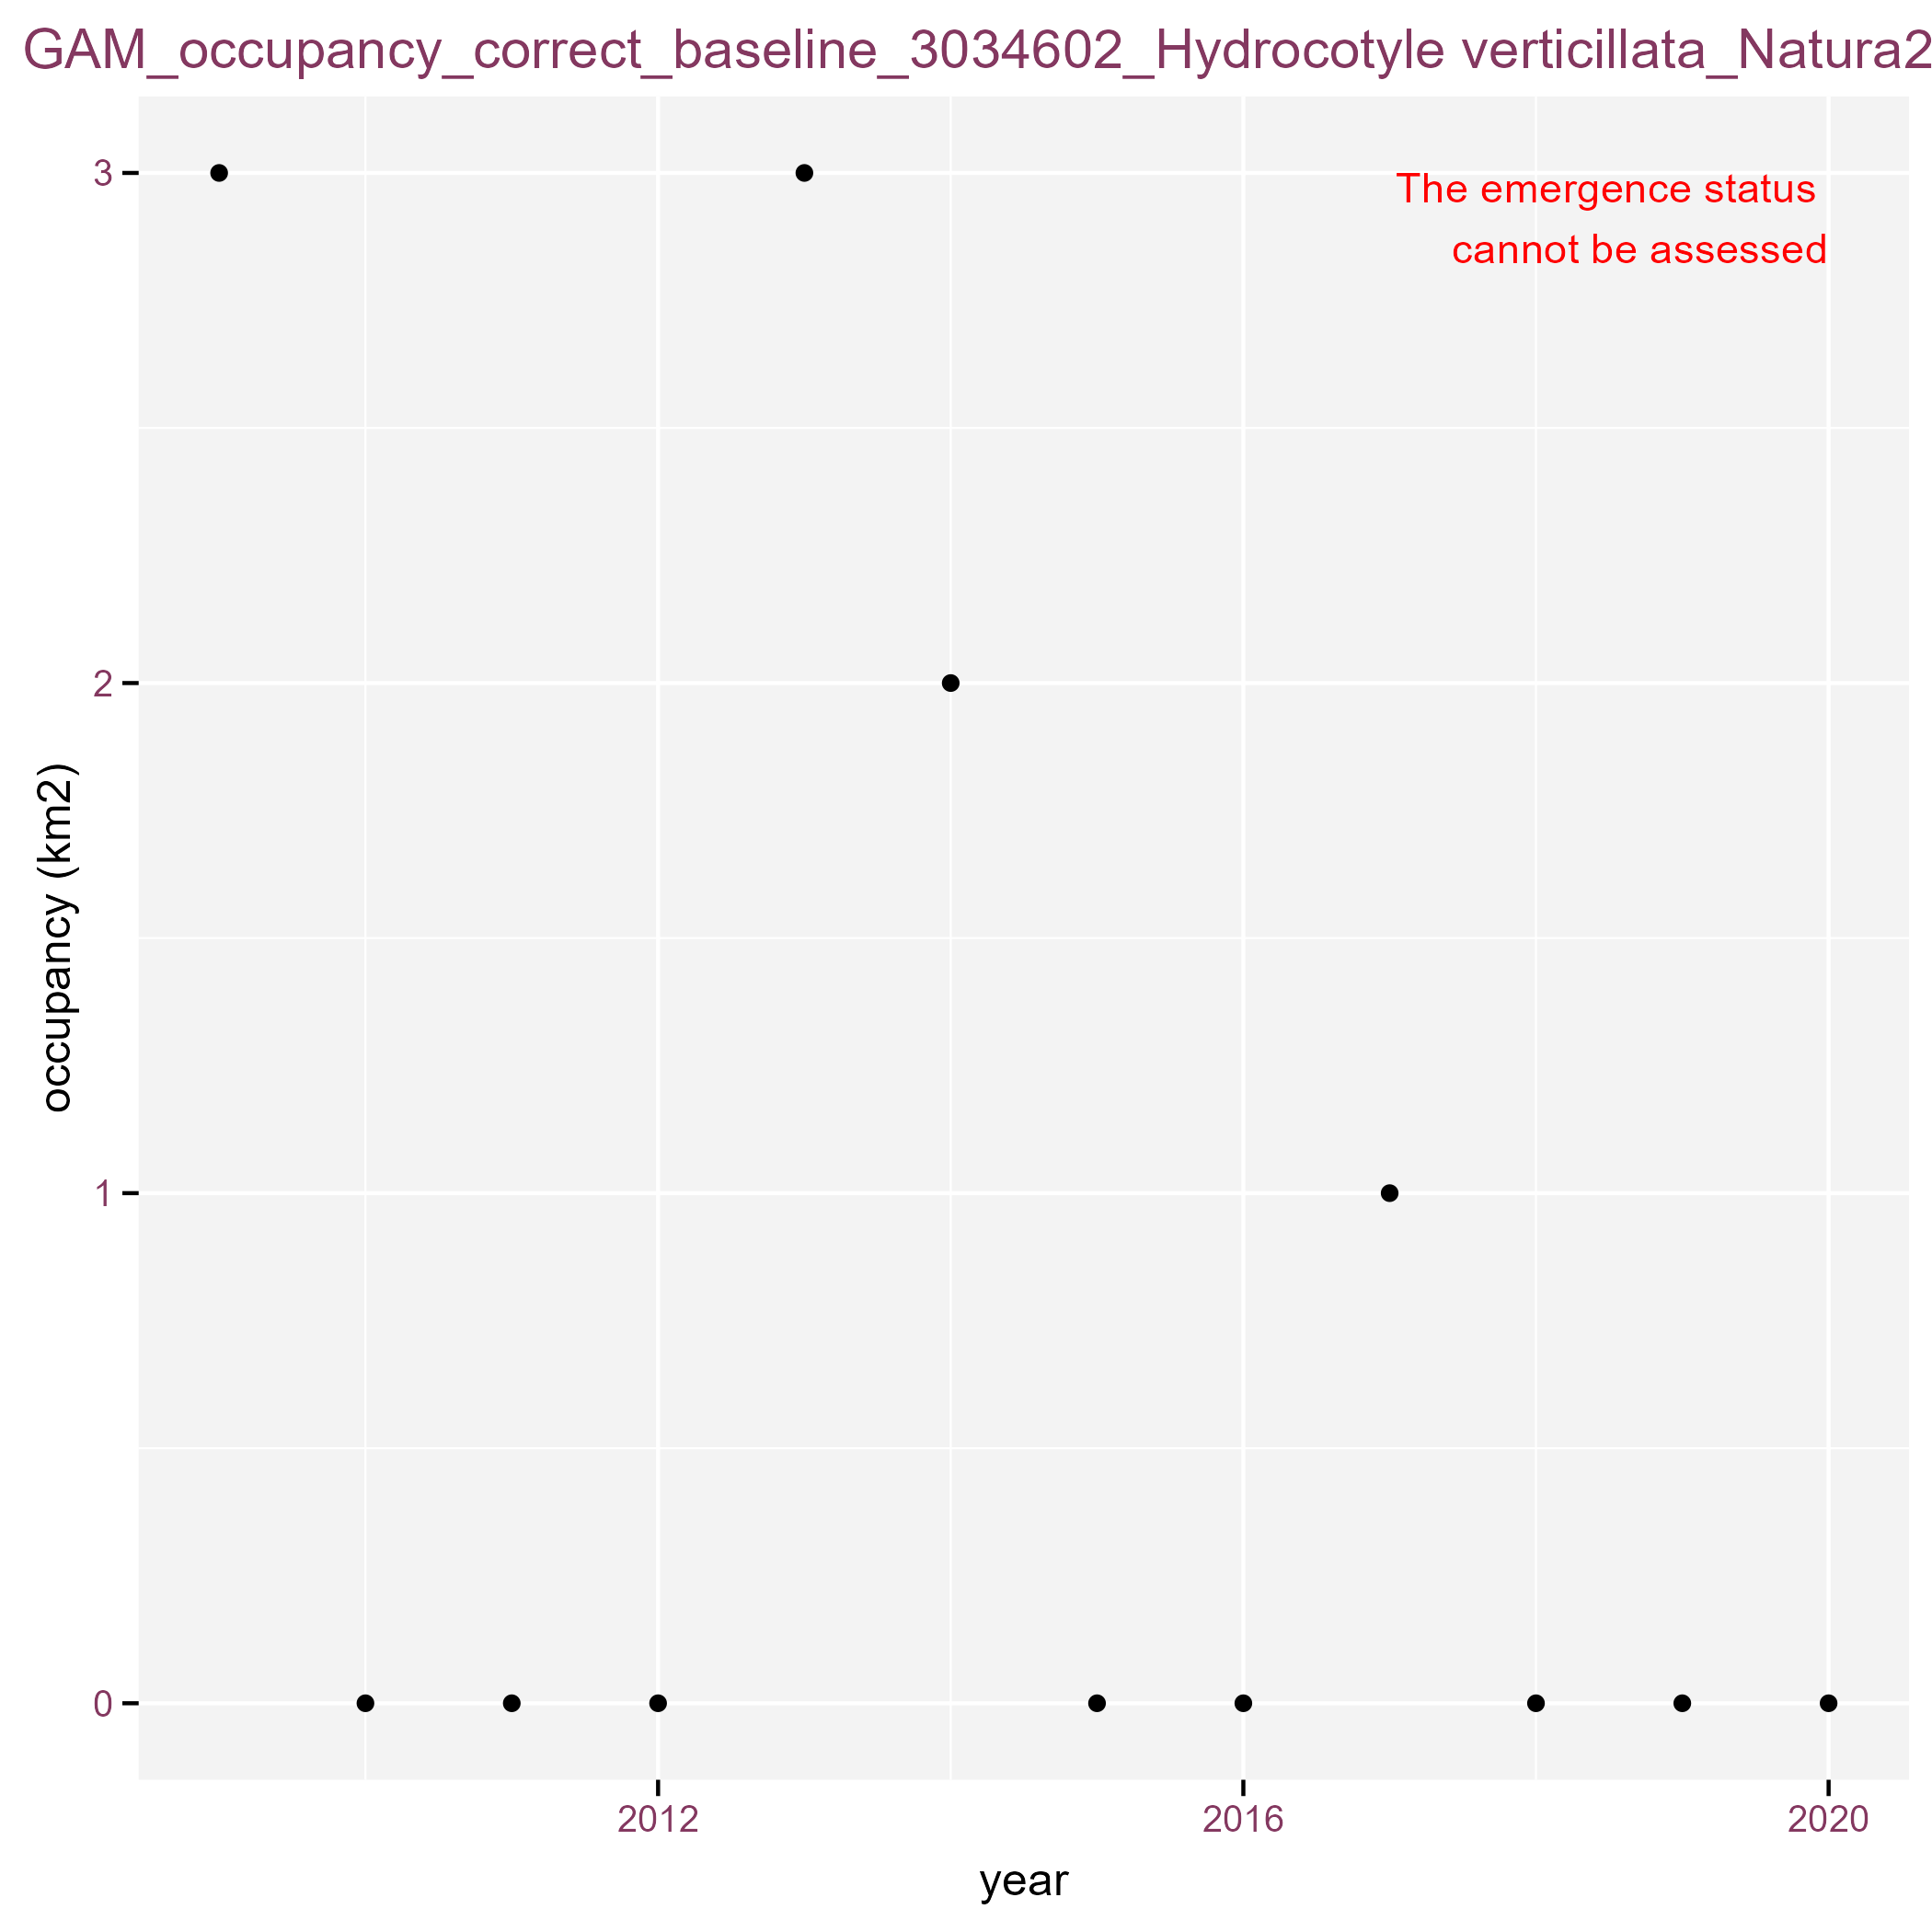 GAM_occupancy_correct_baseline_3034602_Hydrocotyle verticillata_Natura2
3
The emergence status
cannot be assessed
2
occupancy (km2)
1
0
2012 2016 2020
year